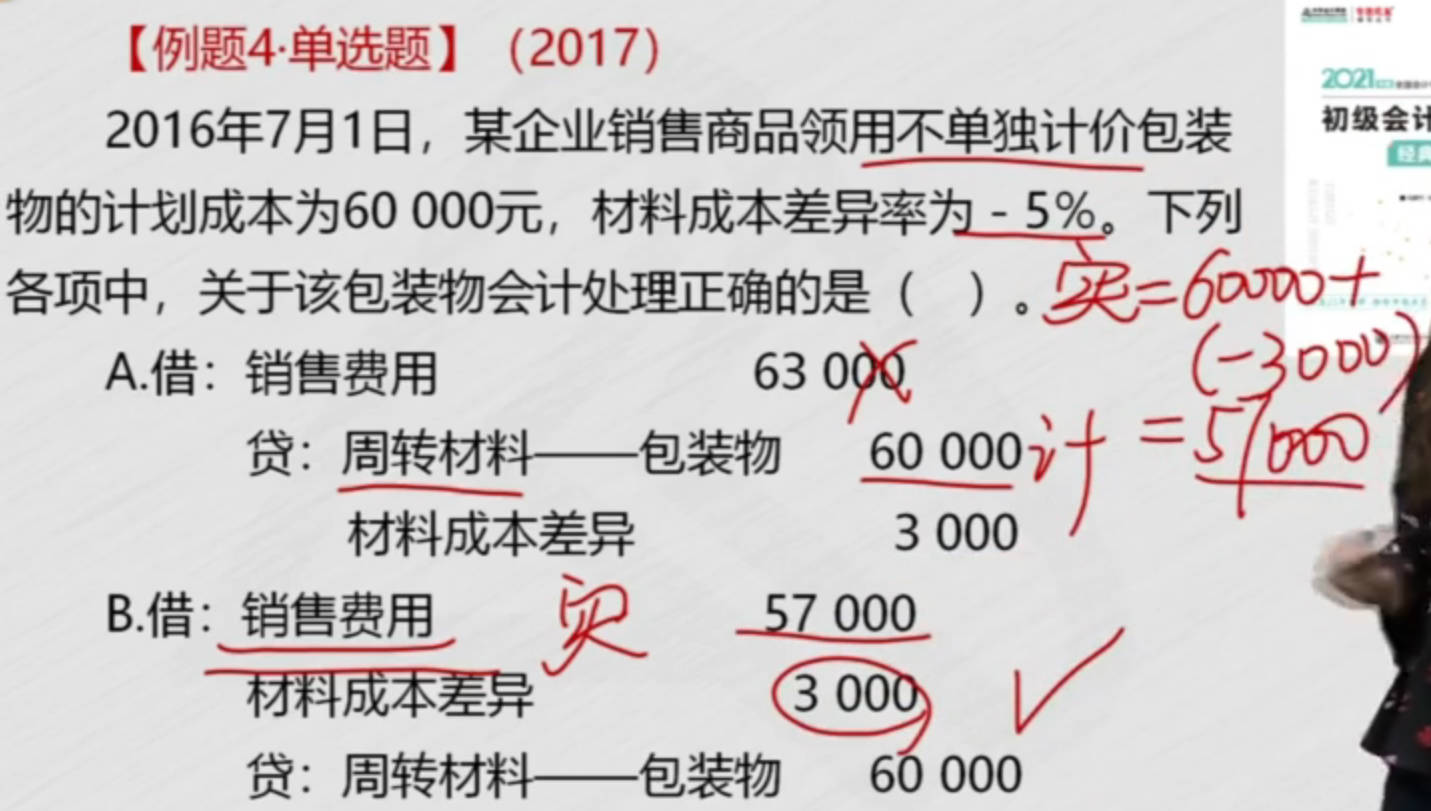 【例题4·单选题】（2017）
2016年7月1日，某企业销售商品领用不单独计价包装
物的计划成本为60 000元，材料成本差异率为－5%。下列
各项中，关于该包装物会计处理正确的是（ ）。
实=60000+
(-3000)
=57000
A.借：销售费用 63 000
贷：周转材料——包装物 60 000 计
材料成本差异 3 000
B.借：销售费用 实 57 000
材料成本差异 3 000
贷：周转材料——包装物 60 000
2021
初级会计
经典